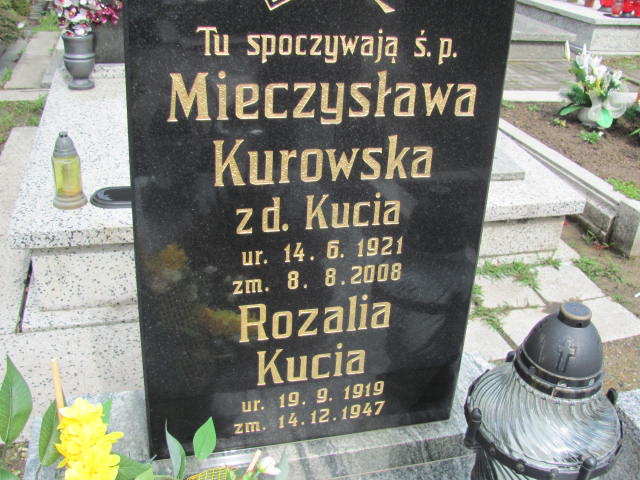 Tu spoczywają ś.p.
Mieczysława
Kurowska
zd. Kucia
ur. 14. 6. 1921
zm. 8. 8. 2008
Rozalia
Kucia
ur. 19. 9. 1919
zm. 14.12.1947